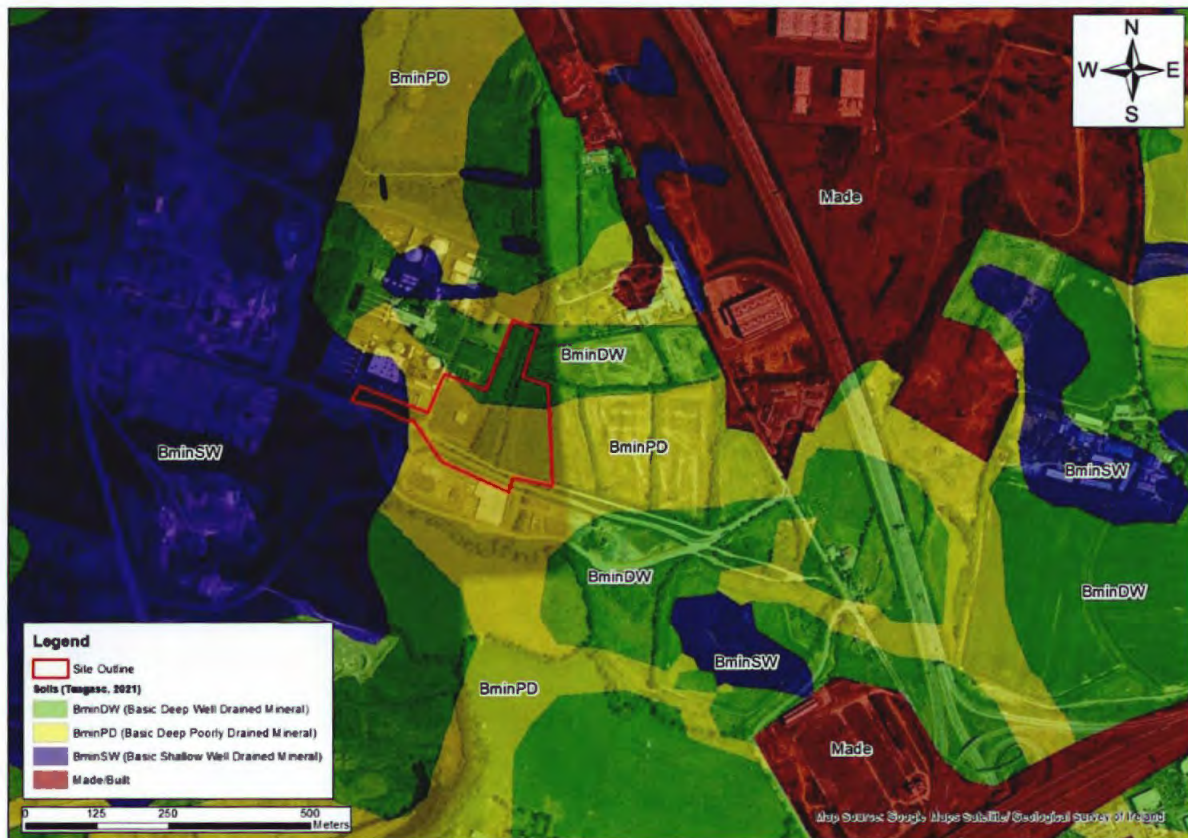 N
W E
S
BminPD
Made
BminDW
BminSW
BminPD
BminSW
BminDW
BminDW
BminSW
BminPD
Made
Legend
Site Outline
Soils (Teagasc, 2021)
BminDW (Basic Deep Well Drained Mineral)
BminPD (Basic Deep Poorly Drained Mineral)
BminSW (Basic Shallow Well Drained Mineral)
Made/Built
0 125 250 500
Meters
Map Source: Google Maps Satellite/ Geological Survey of Ireland